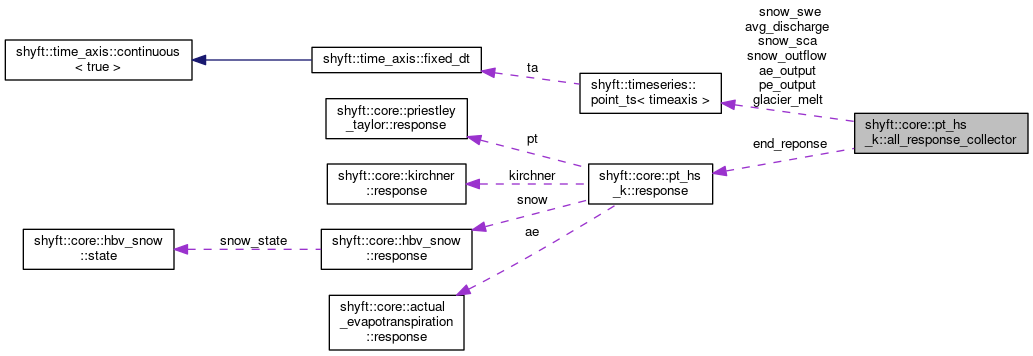 snow_swe
avg_discharge
snow_sca
snow_outflow
ae_output
pe_output
glacier_melt
shyft::time_axis::continuous
< true >
shyft::time_axis::fixed_dt
ta
shyft::timeseries::
point_ts< timeaxis >
shyft::core::priestley
_taylor::response
pt
shyft::core::pt_hs
_k::all_response_collector
end_reponse
shyft::core::kirchner
::response
kirchner
shyft::core::pt_hs
_k::response
snow
shyft::core::hbv_snow
::state
snow_state
shyft::core::hbv_snow
::response
ae
shyft::core::actual
_evapotranspiration
::response